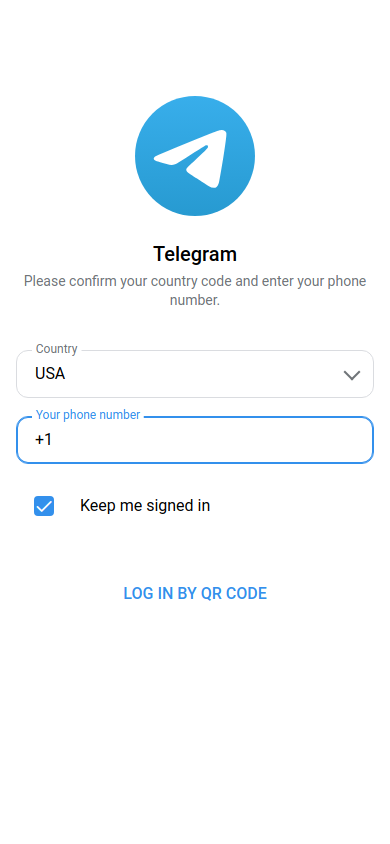 Telegram
Please confirm your country code and enter your phone
number.
Country
USA
Your phone number
+1
Keep me signed in
LOG IN BY QR CODE